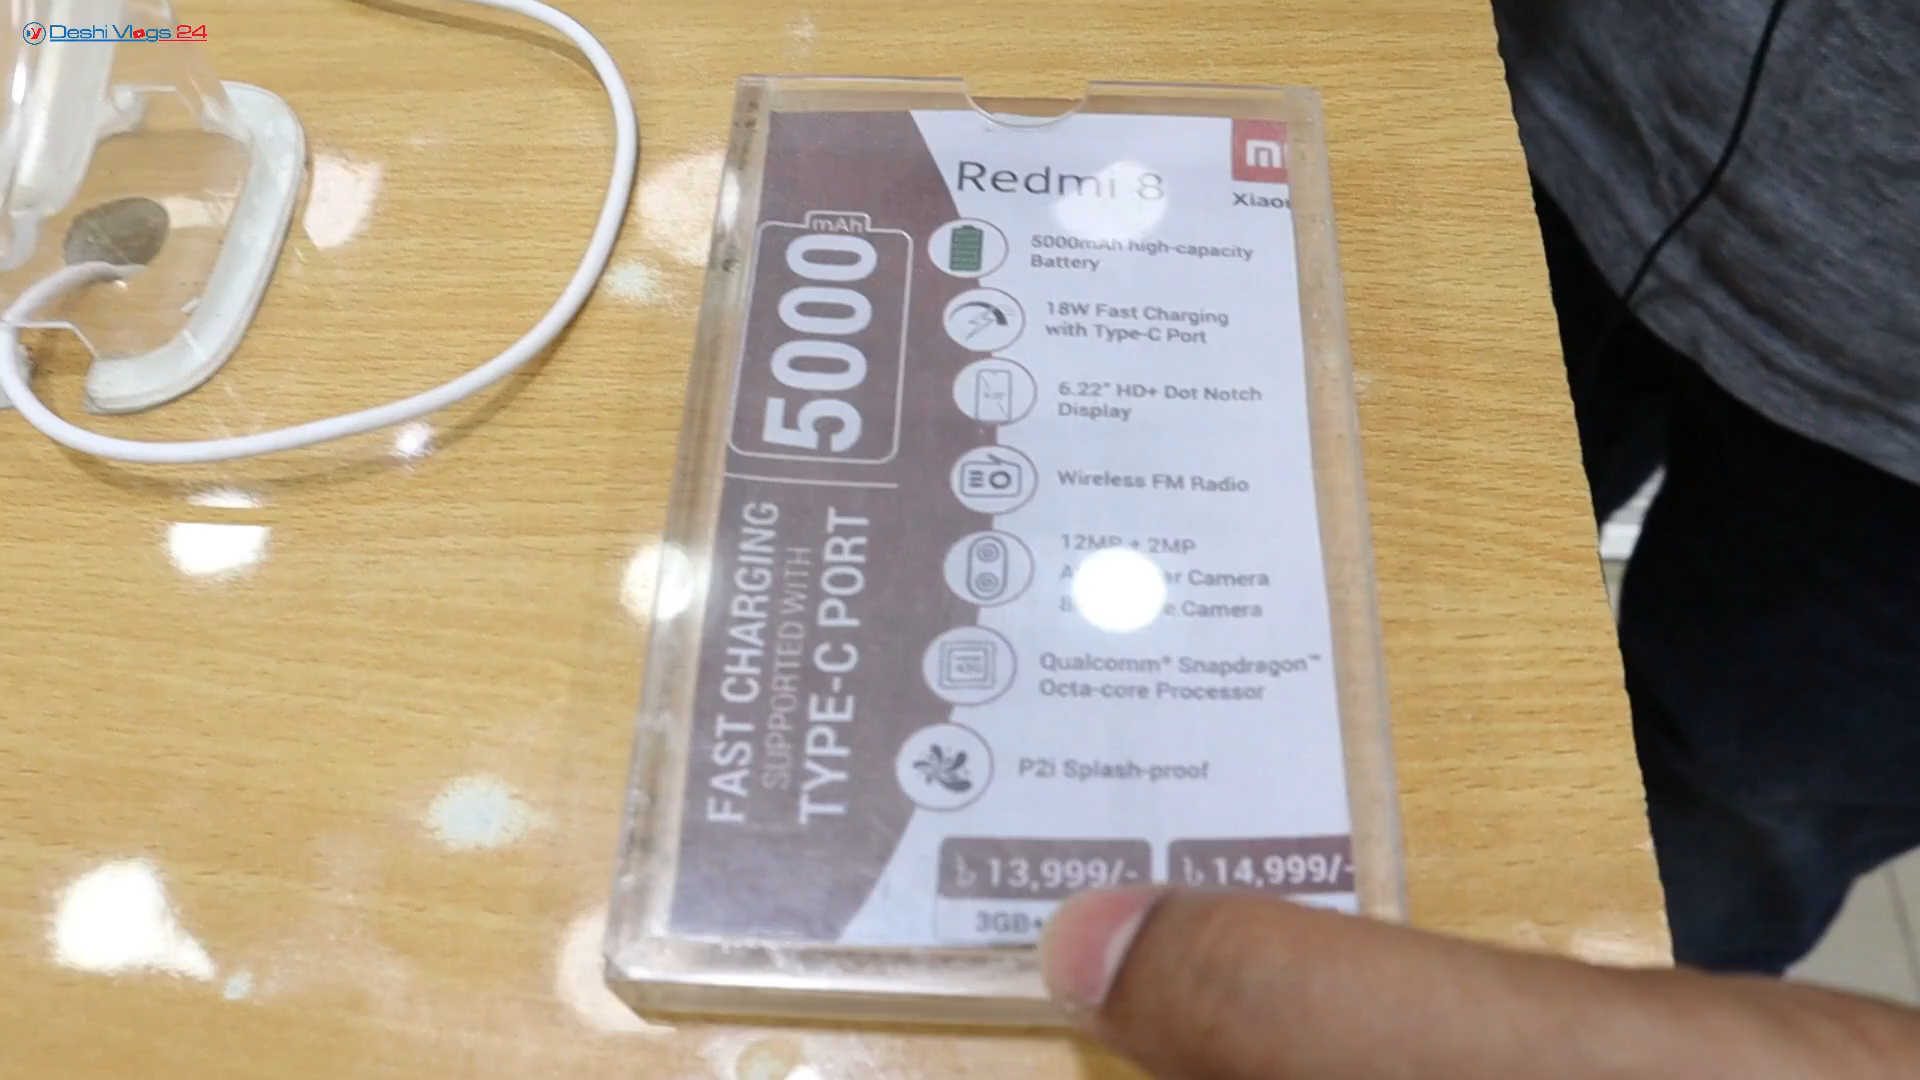 Deshi Vlogs 24
Redmi 8
Xiao
mAh
5000
FAST CHARGING
SUPPORTED WITH
TYPE-C PORT
5000mAh high-capacity
Battery
18W Fast Charging
with Type-C Port
6.22" HD+ Dot Notch
Display
Wireless FM Radio
12MP + 2MP
Camera
Camera
Qualcomm® Snapdragon™
Octa-core Processor
P2i Splash-proof
৳ 13,999/-
৳ 14,999/-
3GB+